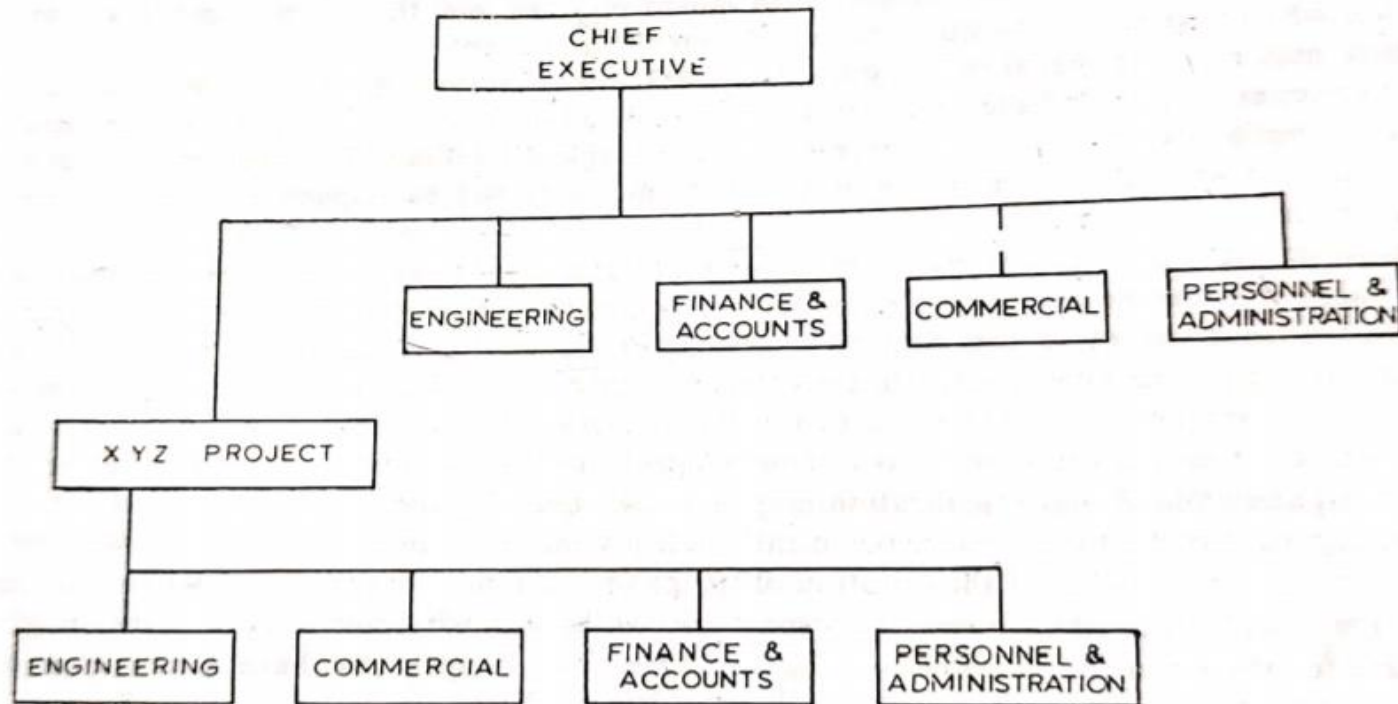 CHIEF
EXECUTIVE
ENGINEERING
FINANCE &
ACCOUNTS
COMMERCIAL
PERSONNEL &
ADMINISTRATION
XYZ PROJECT
ENGINEERING
COMMERCIAL
FINANCE &
ACCOUNTS
PERSONNEL &
ADMINISTRATION